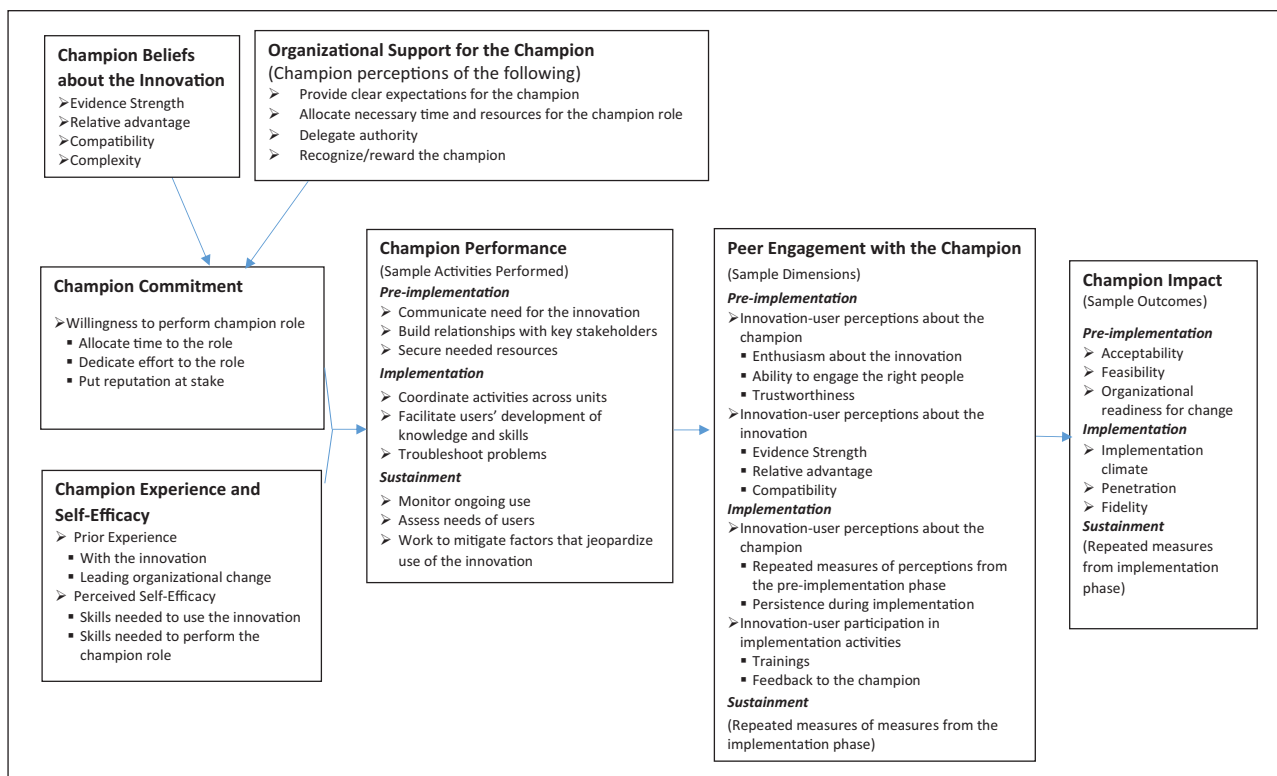 Champion Beliefs
about the Innovation
➢Evidence Strength
➢Relative advantage
➢Compatibility
➢Complexity
Organizational Support for the Champion
(Champion perceptions of the following)
➢ Provide clear expectations for the champion
➢ Allocate necessary time and resources for the champion role
➢ Delegate authority
➢ Recognize/reward the champion
Champion Commitment
➢Willingness to perform champion role
▪ Allocate time to the role
▪ Dedicate effort to the role
▪ Put reputation at stake
Champion Experience and
Self-Efficacy
➢ Prior Experience
▪ With the innovation
▪ Leading organizational change
➢ Perceived Self-Efficacy
▪ Skills needed to use the innovation
▪ Skills needed to perform the
champion role
Champion Performance
(Sample Activities Performed)
Pre-implementation
➢ Communicate need for the innovation
➢ Build relationships with key stakeholders
➢ Secure needed resources
Implementation
➢ Coordinate activities across units
➢ Facilitate users' development of
knowledge and skills
➢ Troubleshoot problems
Sustainment
➢ Monitor ongoing use
➢ Assess needs of users
➢ Work to mitigate factors that jeopardize
use of the innovation
Peer Engagement with the Champion
(Sample Dimensions)
Pre-implementation
➢Innovation-user perceptions about the
champion
▪ Enthusiasm about the innovation
▪ Ability to engage the right people
▪ Trustworthiness
➢Innovation-user perceptions about the
innovation
▪ Evidence Strength
▪ Relative advantage
▪ Compatibility
Implementation
➢Innovation-user perceptions about the
champion
▪ Repeated measures of perceptions from
the pre-implementation phase
▪ Persistence during implementation
➢Innovation-user participation in
implementation activities
▪ Trainings
▪ Feedback to the champion
Sustainment
(Repeated measures of measures from the
implementation phase)
Champion Impact
(Sample Outcomes)
Pre-implementation
➢ Acceptability
➢ Feasibility
➢ Organizational
readiness for change
Implementation
➢ Implementation
climate
➢ Penetration
➢ Fidelity
Sustainment
(Repeated measures
from implementation
phase)